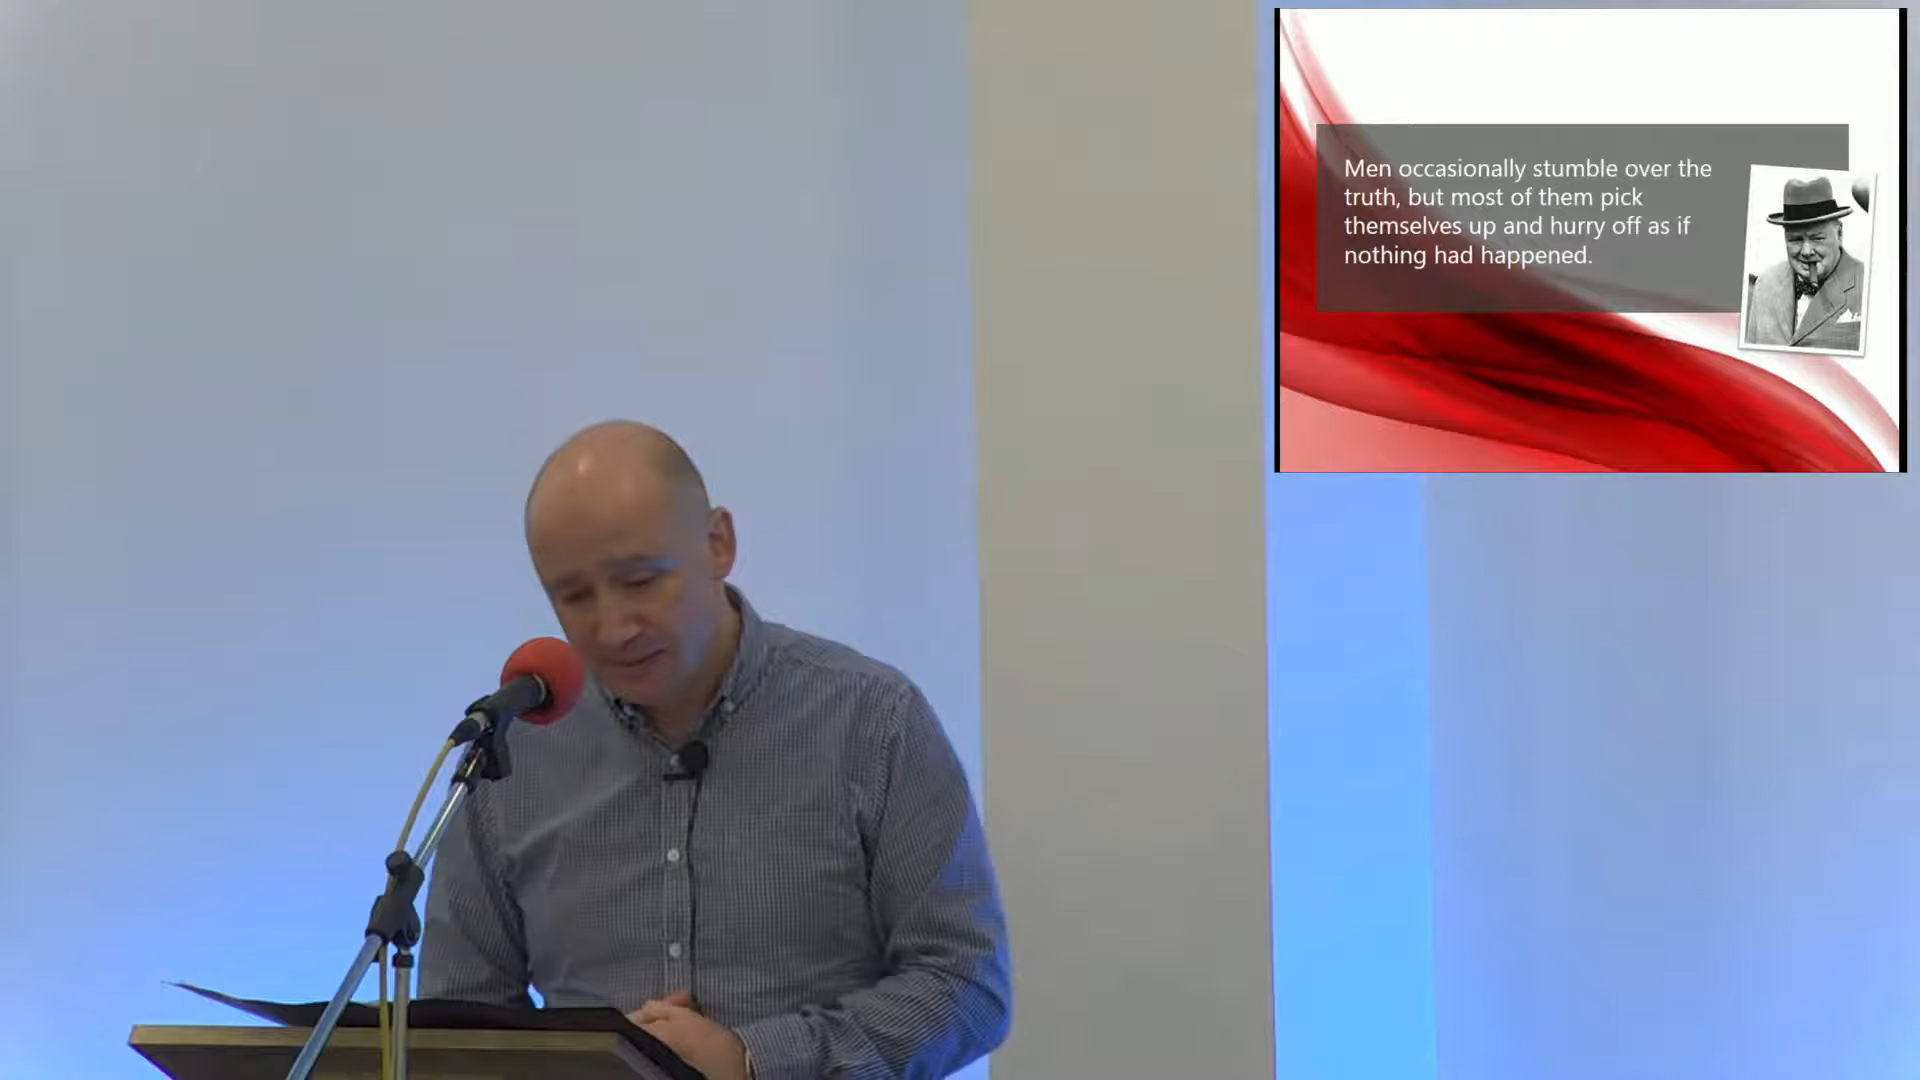 Men occasionally stumble over the
truth, but most of them pick
themselves up and hurry off as if
nothing had happened.